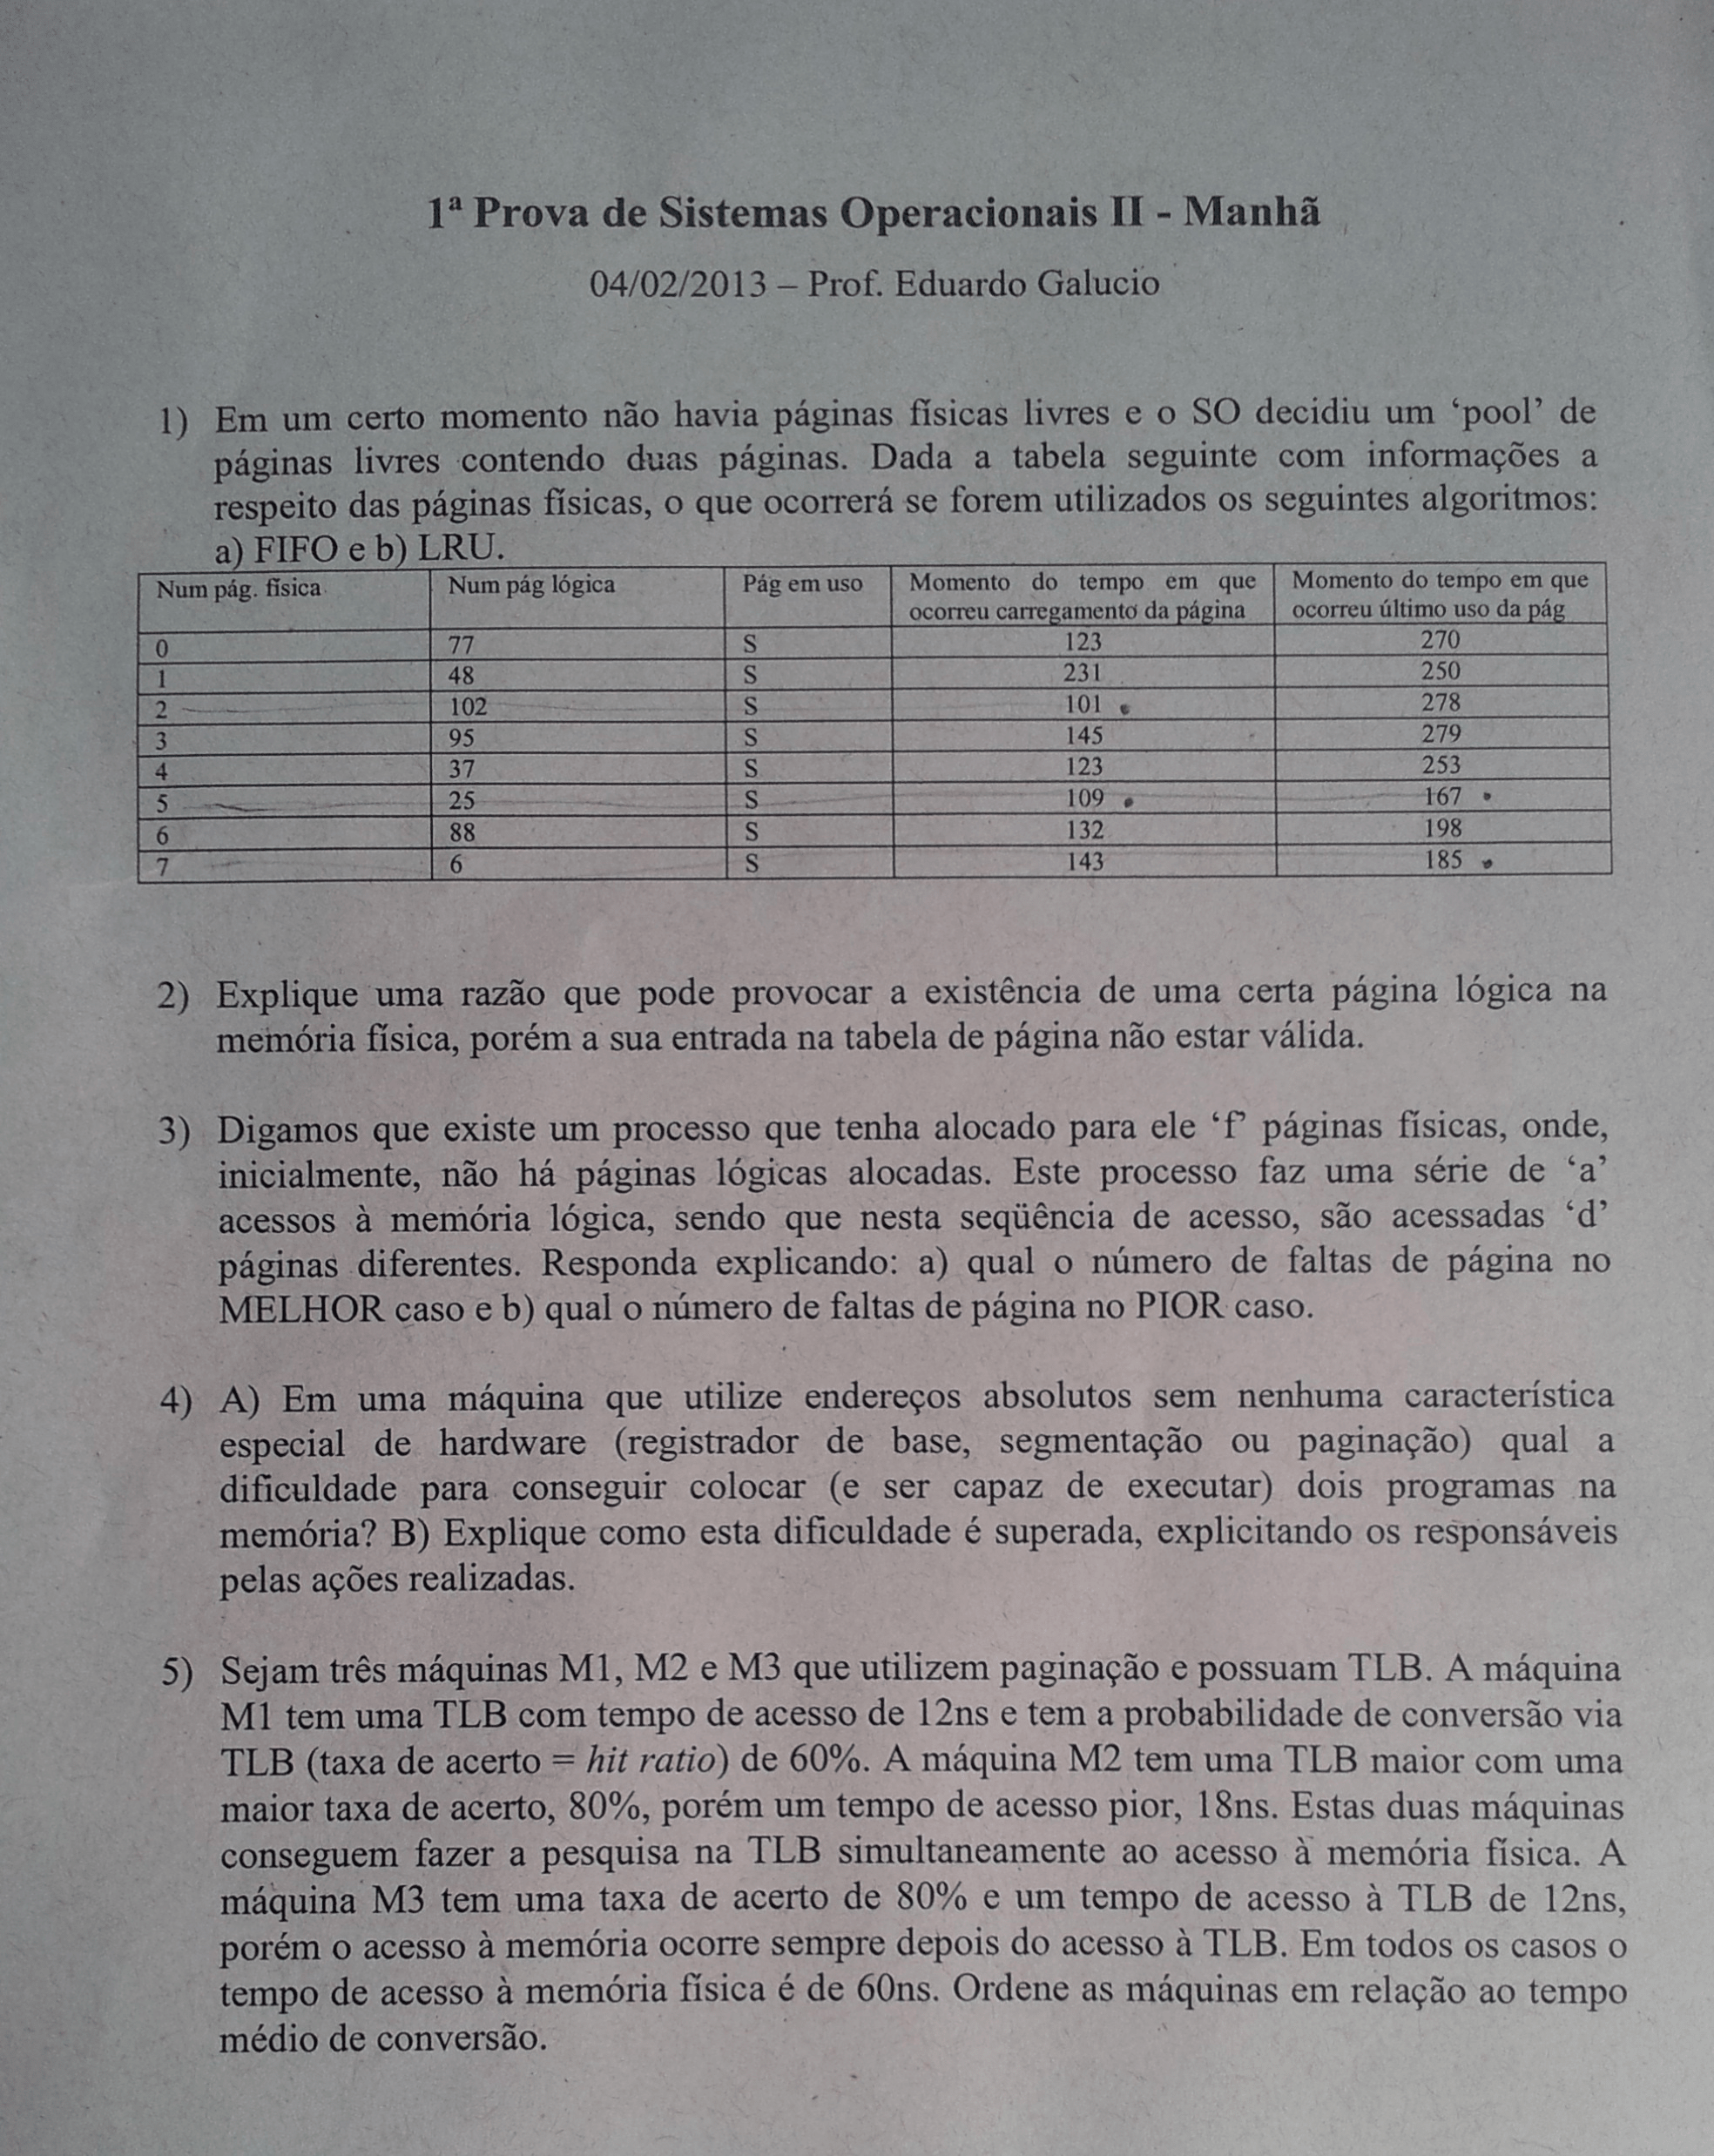 1ª Prova de Sistemas Operacionais II - Manhã
04/02/2013 – Prof. Eduardo Galucio
1) Em um certo momento não havia páginas físicas livres e o SO decidiu um ‘pool’ de
páginas livres contendo duas páginas. Dada a tabela seguinte com informações a
respeito das páginas físicas, o que ocorrerá se forem utilizados os seguintes algoritmos:
a) FIFO e b) LRU.
Num pág. física Num pág lógica Pág em uso Momento do tempo em que Momento do tempo em que
ocorreu carregamento da página ocorreu último uso da pág
0 77 S 123 270
1 48 S 231 250
2 102 S 101 278
3 95 S 145 279
4 37 S 123 253
5 25 S 109 167
6 88 S 132 198
7 6 S 143 185
2) Explique uma razão que pode provocar a existência de uma certa página lógica na
memória física, porém a sua entrada na tabela de página não estar válida.
3) Digamos que existe um processo que tenha alocado para ele ‘f’ páginas físicas, onde,
inicialmente, não há páginas lógicas alocadas. Este processo faz uma série de ‘a’
acessos à memória lógica, sendo que nesta seqüência de acesso, são acessadas ‘d’
páginas diferentes. Responda explicando: a) qual o número de faltas de página no
MELHOR caso e b) qual o número de faltas de página no PIOR caso.
4) A) Em uma máquina que utilize endereços absolutos sem nenhuma característica
especial de hardware (registrador de base, segmentação ou paginação) qual a
dificuldade para conseguir colocar (e ser capaz de executar) dois programas na
memória? B) Explique como esta dificuldade é superada, explicitando os responsáveis
pelas ações realizadas.
5) Sejam três máquinas M1, M2 e M3 que utilizem paginação e possuam TLB. A máquina
M1 tem uma TLB com tempo de acesso de 12ns e tem a probabilidade de conversão via
TLB (taxa de acerto = hit ratio) de 60%. A máquina M2 tem uma TLB maior com uma
maior taxa de acerto, 80%, porém um tempo de acesso pior, 18ns. Estas duas máquinas
conseguem fazer a pesquisa na TLB simultaneamente ao acesso à memória física. A
máquina M3 tem uma taxa de acerto de 80% e um tempo de acesso à TLB de 12ns,
porém o acesso à memória ocorre sempre depois do acesso à TLB. Em todos os casos o
tempo de acesso à memória física é de 60ns. Ordene as máquinas em relação ao tempo
médio de conversão.